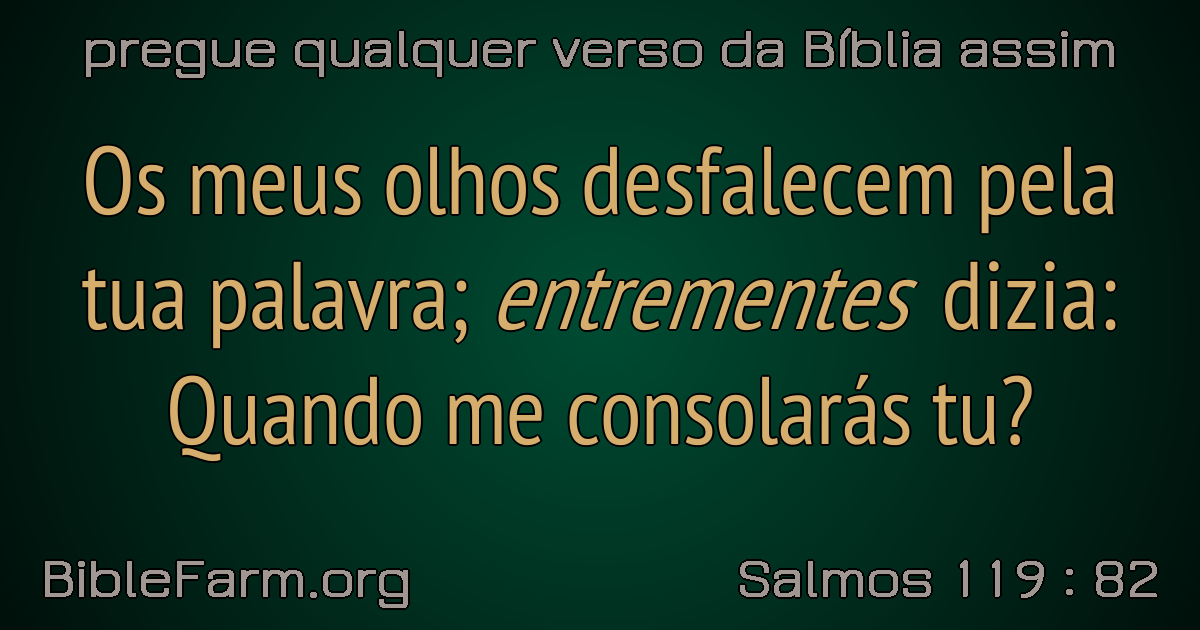 pregue qualquer verso da Bíblia assim
Os meus olhos desfalecem pela
tua palavra; entrementes dizia:
Quando me consolarás tu?
BibleFarm.org
Salmos 119 : 82